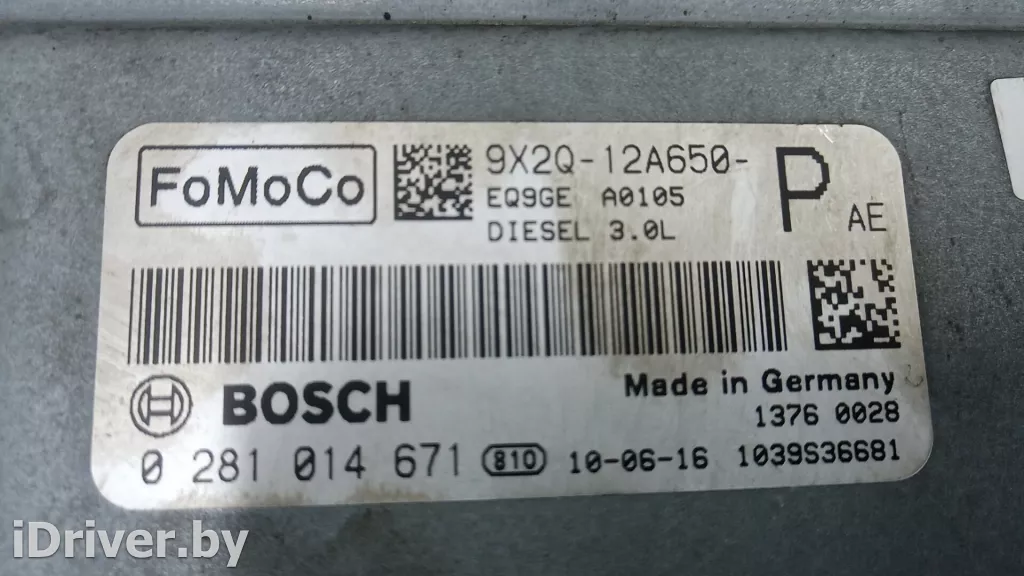 FoMoCo
9X2Q-12A650-
P
AE
EQ9GE A0105
DIESEL 3.0L
BOSCH
Made in Germany
1376 0028
0 281 014 671 810 10-06-16 1039S36681
iDriver.by